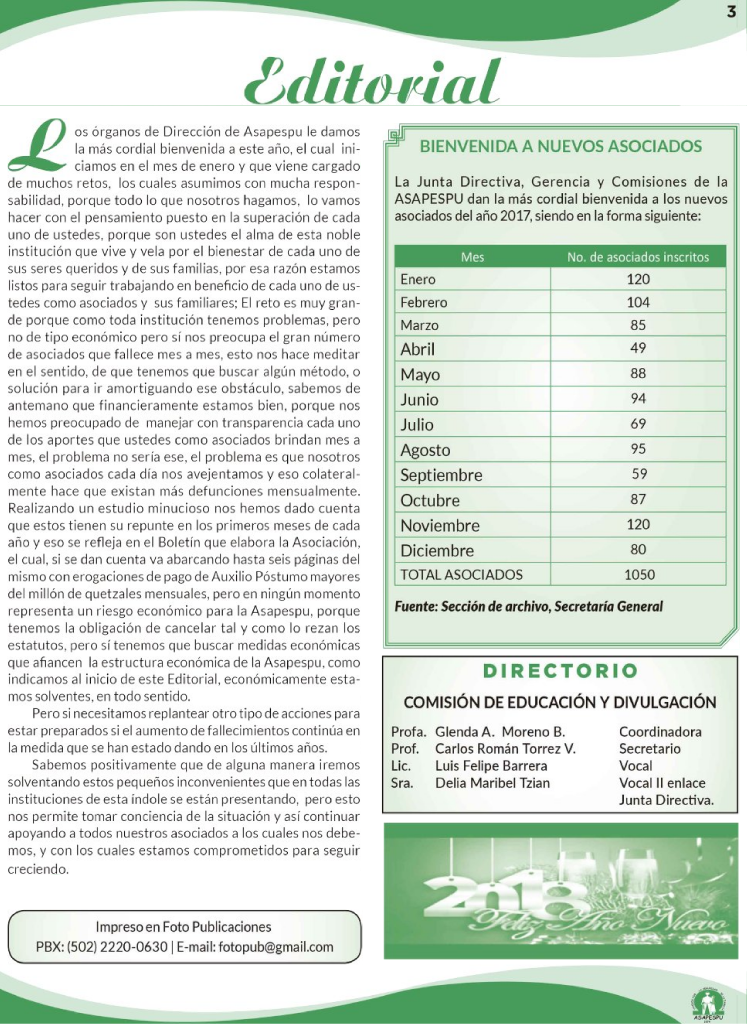 3
Editorial
Los órganos de Dirección de Asapespu le damos
la más cordial bienvenida a este año, el cual ini-
ciamos en el mes de enero y que viene cargado
de muchos retos, los cuales asumimos con mucha respon-
sabilidad, porque todo lo que nosotros hagamos, lo vamos
hacer con el pensamiento puesto en la superación de cada
uno de ustedes, porque son ustedes el alma de esta noble
institución que vive y vela por el bienestar de cada uno de
sus seres queridos y de sus familias, por esa razón estamos
listos para seguir trabajando en beneficio de cada uno de us-
tedes como asociados y sus familiares; El reto es muy gran-
de porque como toda institución tenemos problemas, pero
no de tipo económico pero sí nos preocupa el gran número
de asociados que fallece mes a mes, esto nos hace meditar
en el sentido, de que tenemos que buscar algún método, o
solución para ir amortiguando ese obstáculo, sabemos de
antemano que financieramente estamos bien, porque nos
hemos preocupado de manejar con transparencia cada uno
de los aportes que ustedes como asociados brindan mes a
mes, el problema no sería ese, el problema es que nosotros
como asociados cada día nos avejentamos y eso colateral-
mente hace que existan más defunciones mensualmente.
Realizando un estudio minucioso nos hemos dado cuenta
que estos tienen su repunte en los primeros meses de cada
año y eso se refleja en el Boletín que elabora la Asociación,
el cual, si se dan cuenta va abarcando hasta seis páginas del
mismo con erogaciones de pago de Auxilio Póstumo mayores
del millón de quetzales mensuales, pero en ningún momento
representa un riesgo económico para la Asapespu, porque
tenemos la obligación de cancelar tal y como lo rezan los
estatutos, pero sí tenemos que buscar medidas económicas
que afiancen la estructura económica de la Asapespu, como
indicamos al inicio de este Editorial, económicamente esta-
mos solventes, en todo sentido.
Pero si necesitamos replantear otro tipo de acciones para
estar preparados si el aumento de fallecimientos continúa en
la medida que se han estado dando en los últimos años.
Sabemos positivamente que de alguna manera iremos
solventando estos pequeños inconvenientes que en todas las
instituciones de esta índole se están presentando, pero esto
nos permite tomar conciencia de la situación y así continuar
apoyando a todos nuestros asociados a los cuales nos debe-
mos, y con los cuales estamos comprometidos para seguir
creciendo.
Impreso en Foto Publicaciones
PBX: (502) 2220-0630 | E-mail: fotopub@gmail.com
BIENVENIDA A NUEVOS ASOCIADOS
La Junta Directiva, Gerencia y Comisiones de la
ASAPESPU dan la más cordial bienvenida a los nuevos
asociados del año 2017, siendo en la forma siguiente:
Mes No. de asociados inscritos
Enero 120
Febrero 104
Marzo 85
Abril 49
Mayo 88
Junio 94
Julio 69
Agosto 95
Septiembre 59
Octubre 87
Noviembre 120
Diciembre 80
TOTAL ASOCIADOS 1050
Fuente: Sección de archivo, Secretaría General
DIRECTORIO
COMISIÓN DE EDUCACIÓN Y DIVULGACIÓN
Profa. Glenda A. Moreno B. Coordinadora
Prof. Carlos Román Torrez V. Secretario
Lic. Luis Felipe Barrera Vocal
Sra. Delia Maribel Tzian Vocal II enlace
Junta Directiva.
2018
Feliz Año Nuevo
ASAPESPU